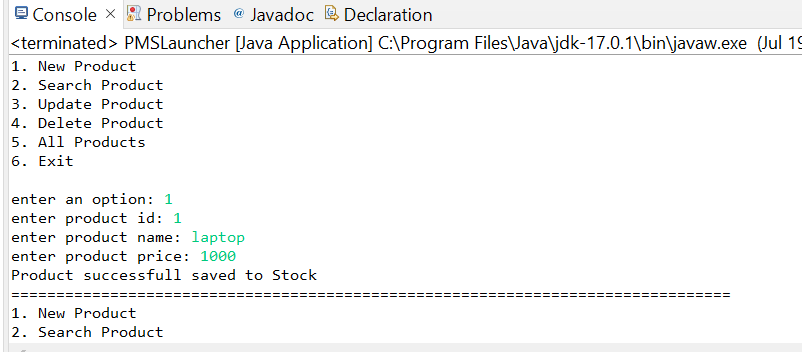 Console Problems Javadoc Declaration
<terminated> PMSLauncher [Java Application] C:\Program Files\Java\jdk-17.0.1\bin\javaw.exe (Jul 19
1. New Product
2. Search Product
3. Update Product
4. Delete Product
5. All Products
6. Exit
enter an option: 1
enter product id: 1
enter product name: laptop
enter product price: 1000
Product successfull saved to Stock
================================================================================
1. New Product
2. Search Product